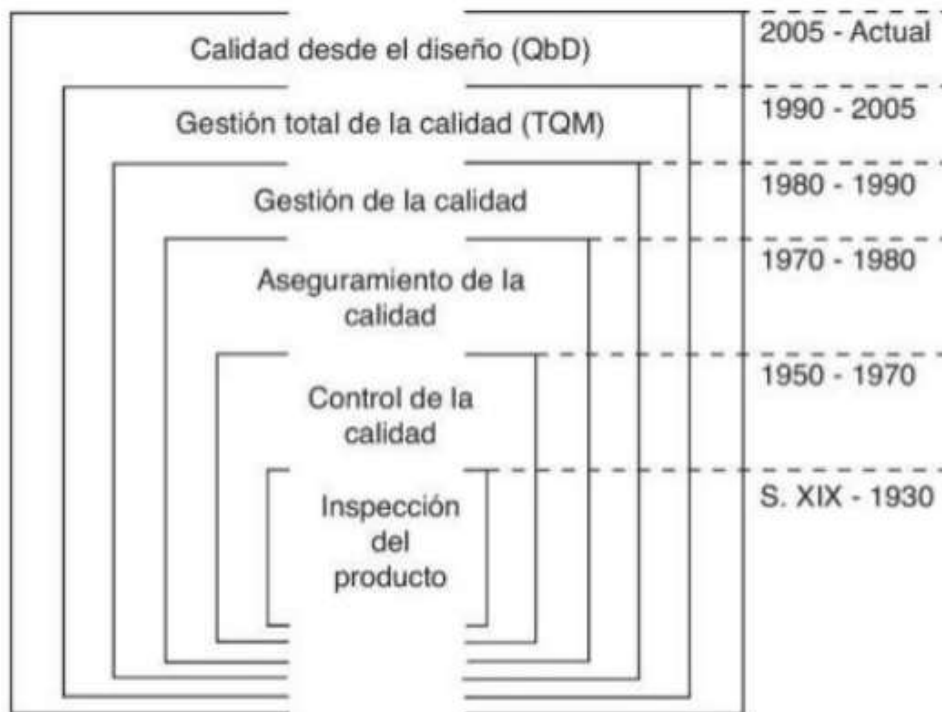 2005 - Actual
Calidad desde el diseño (QbD)
1990 - 2005
Gestión total de la calidad (TQM)
1980 - 1990
Gestión de la calidad
1970 - 1980
Aseguramiento de la
calidad
1950 - 1970
Control de la
calidad
S. XIX - 1930
Inspección
del
producto